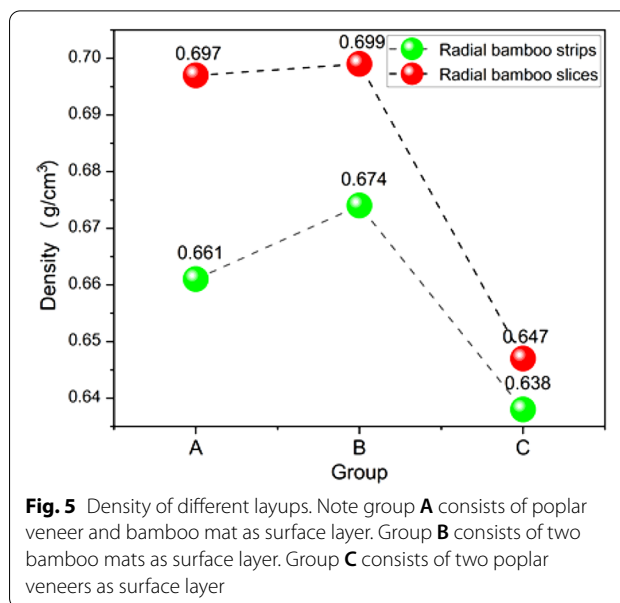 0.70
0.69
0.68
0.67
0.66
0.65
0.64
Density ( g/cm³ )
0.697
0.699
0.674
0.661
0.647
0.638
Radial bamboo strips
Radial bamboo slices
A
B
C
Group
Fig. 5 Density of different layups. Note group A consists of poplar
veneer and bamboo mat as surface layer. Group B consists of two
bamboo mats as surface layer. Group C consists of two poplar
veneers as surface layer